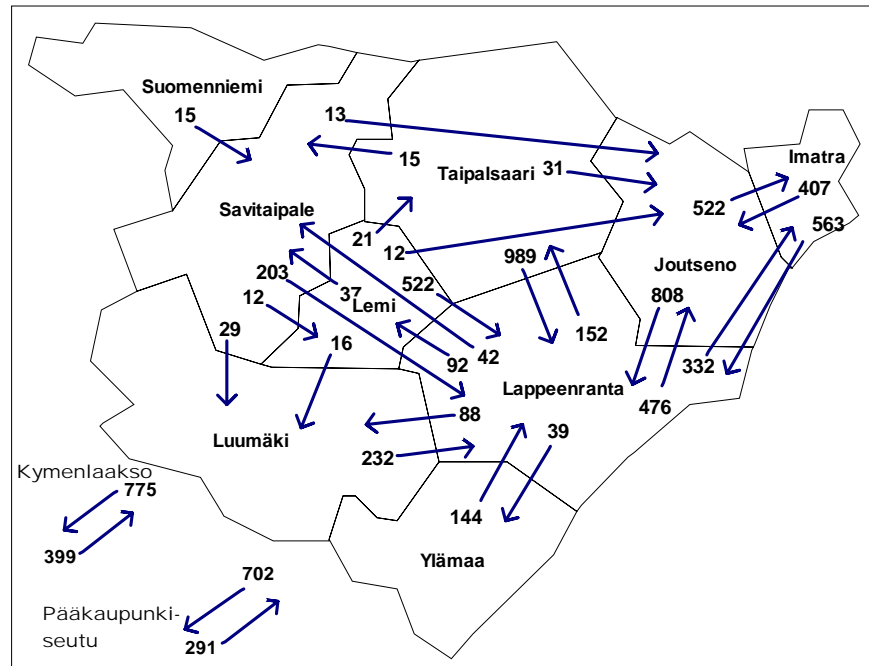 Suomenniemi
15
13
15
Taipalsaari
31
Imatra
522
407
563
Savitaipale
21
12
989
Joutseno
203
37
522
12
Lemi
808
29
16
92
42
152
332
Lappeenranta
476
88
39
Luumäki
232
Kymenlaakso
775
144
399
Ylämaa
702
Pääkaupunki-
seutu
291